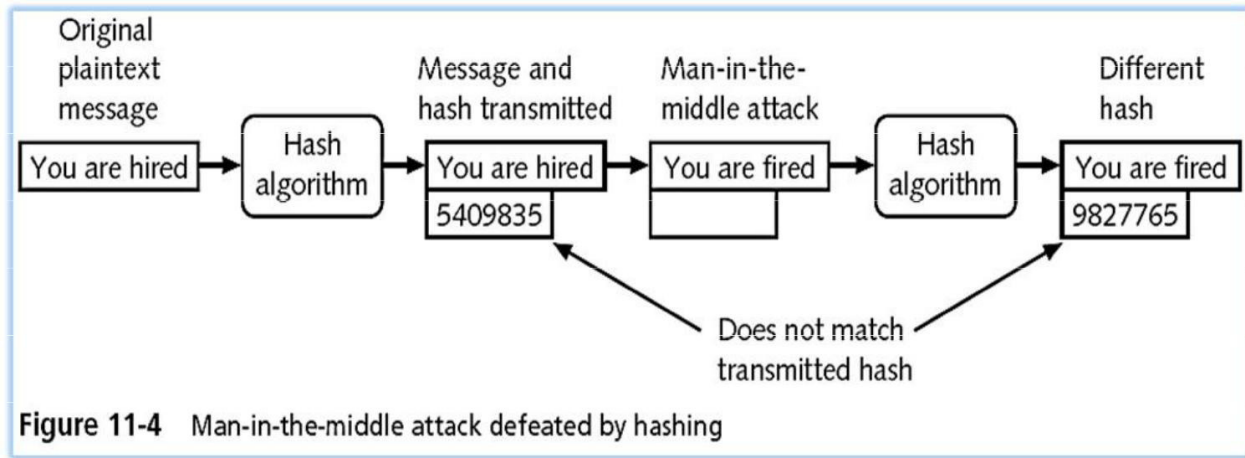 Original
plaintext
message
You are hired
Hash
algorithm
Message and
hash transmitted
You are hired
5409835
Man-in-the-
middle attack
You are fired
Hash
algorithm
Different
hash
You are fired
9827765
Does not match
transmitted hash
Figure 11-4 Man-in-the-middle attack defeated by hashing